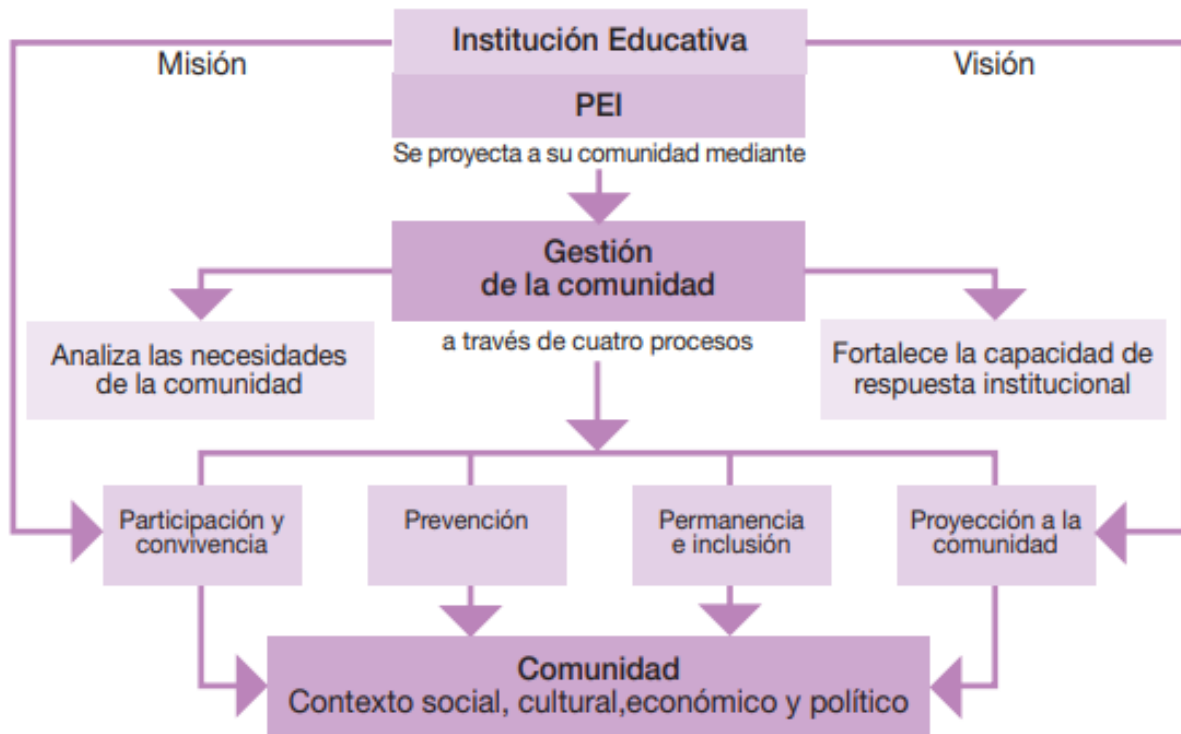 Institución Educativa
Misión
Visión
PEI
Se proyecta a su comunidad mediante
Gestión
de la comunidad
Analiza las necesidades
de la comunidad
a través de cuatro procesos
Fortalece la capacidad de
respuesta institucional
Participación y
convivencia
Prevención
Permanencia
e inclusión
Proyección a la
comunidad
Comunidad
Contexto social, cultural,económico y político